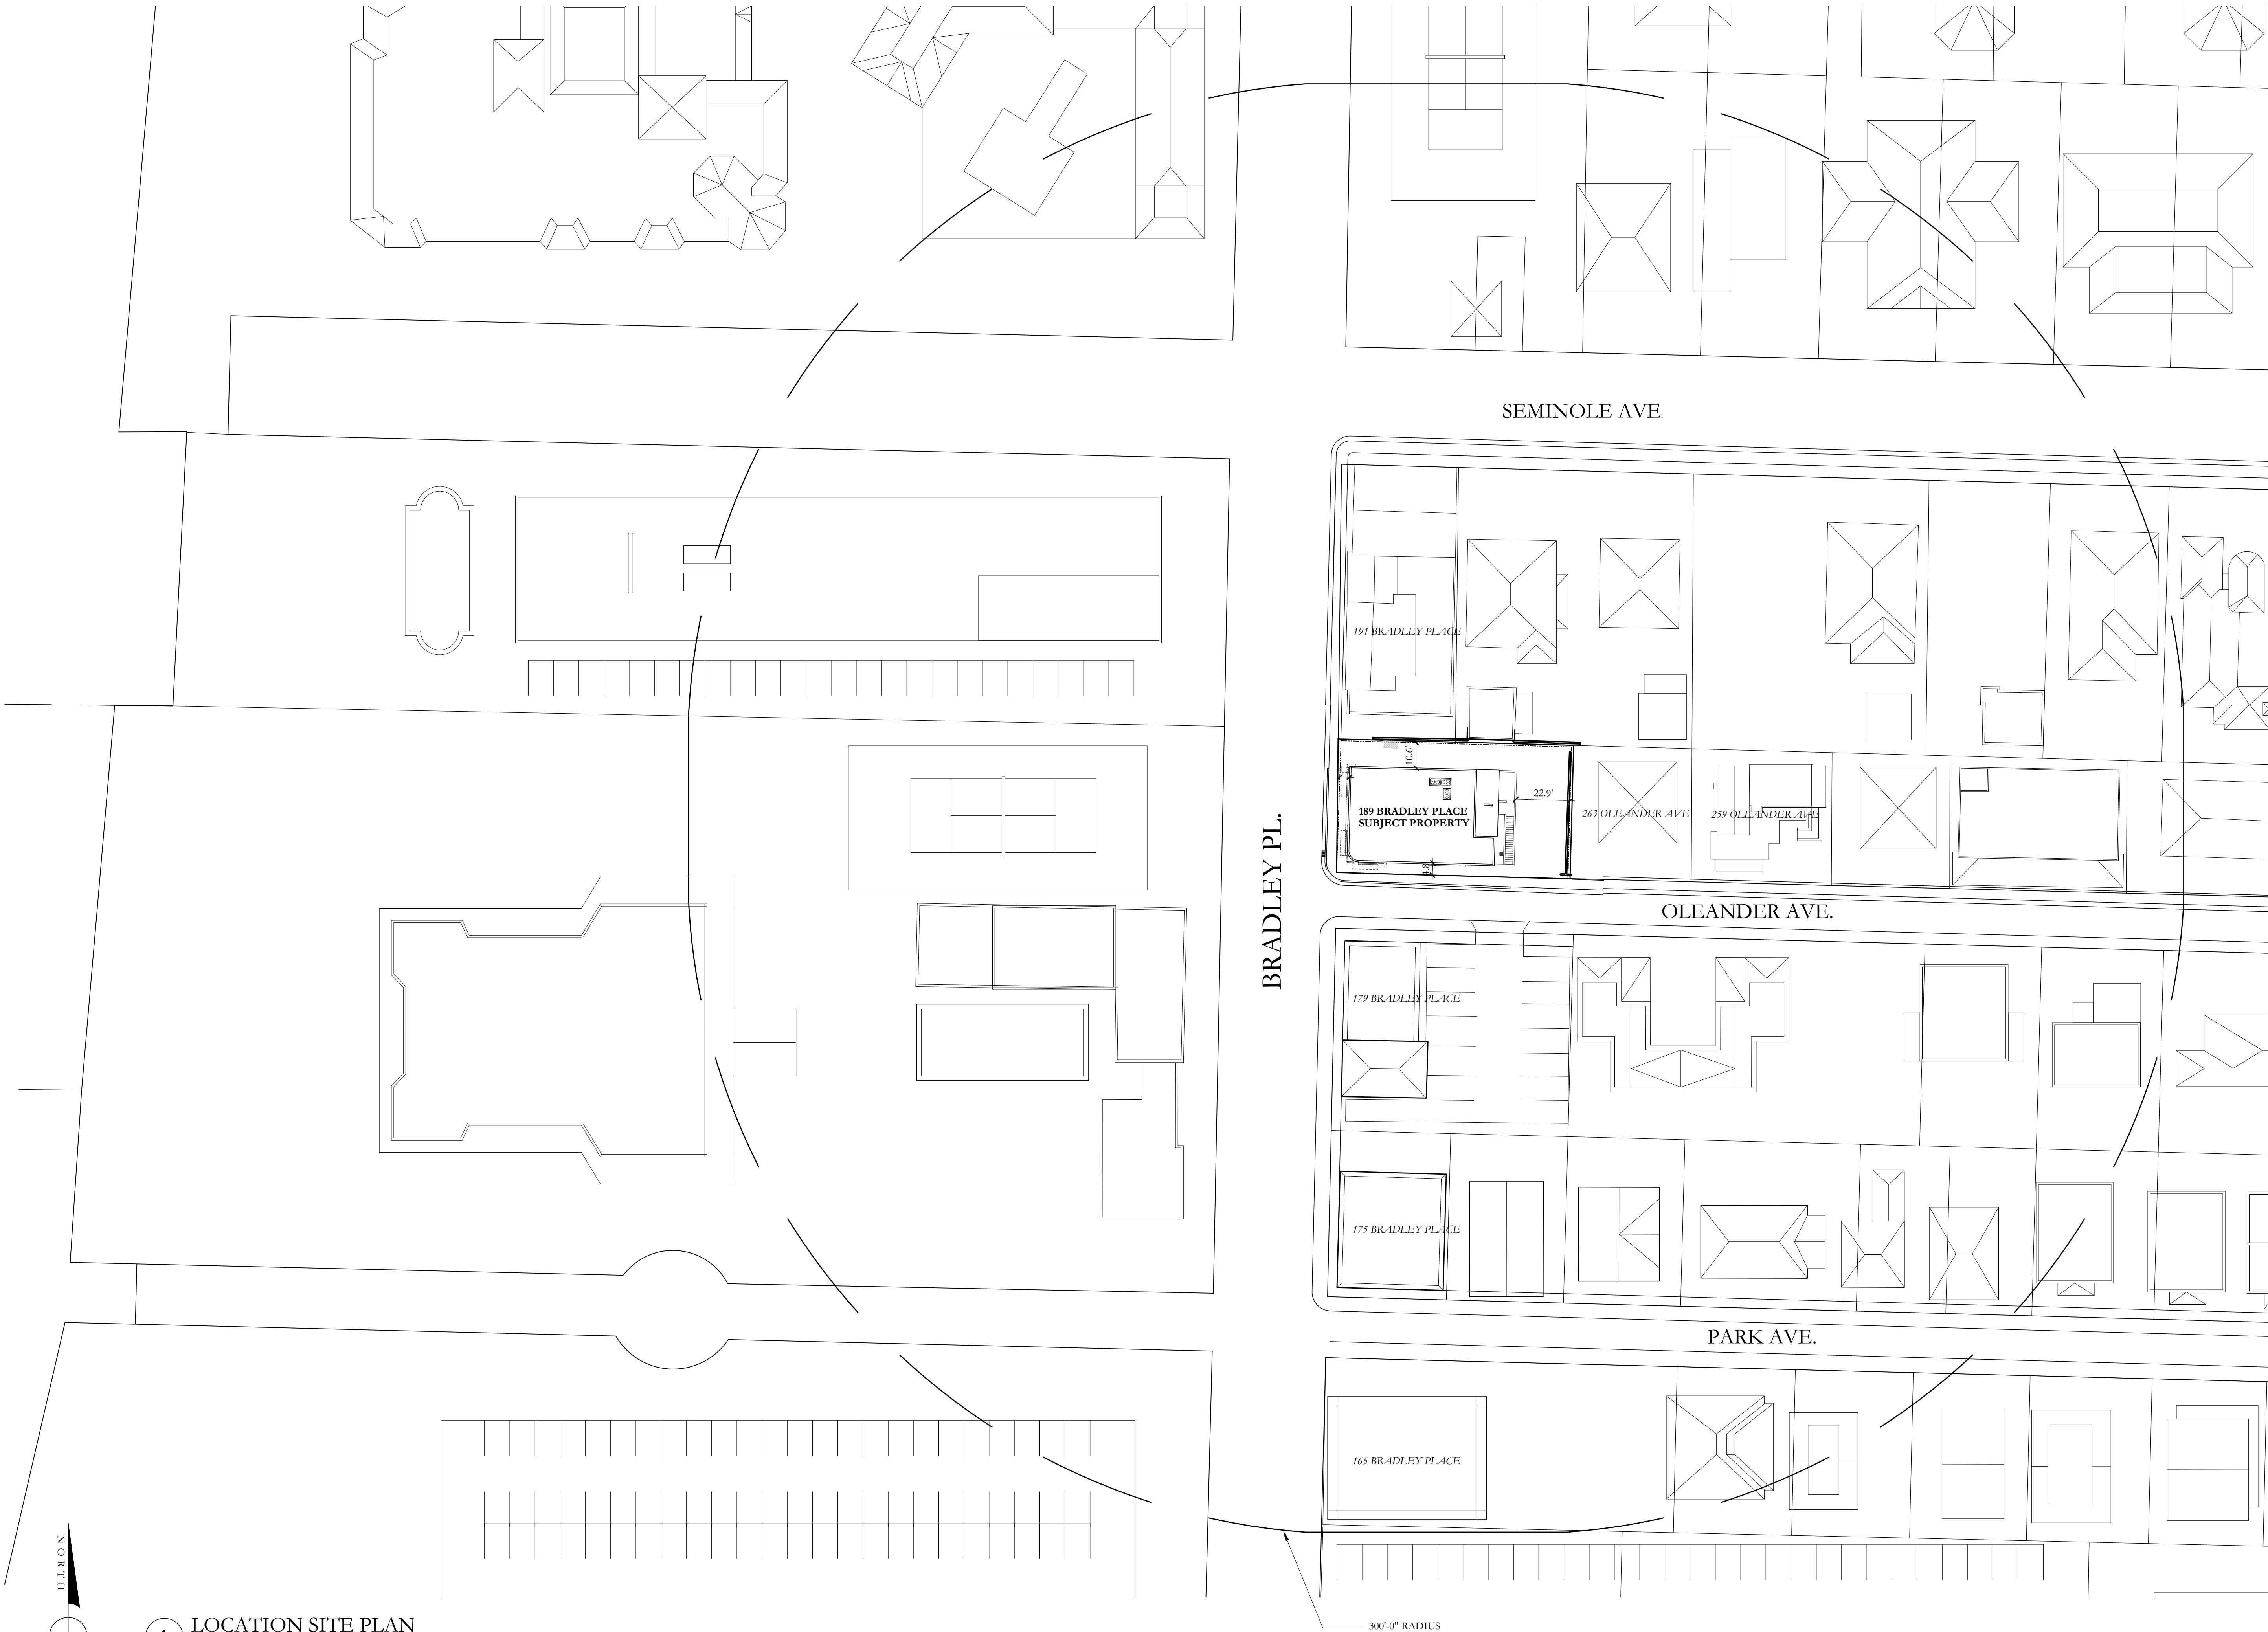 SEMINOLE AVE.
191 BRADLEY PLACE
10.6'
22.9'
189 BRADLEY PLACE
SUBJECT PROPERTY
263 OLEANDER AVE
259 OLEANDER AVE
4.8'
BRADLEY PL.
OLEANDER AVE.
179 BRADLEY PLACE
175 BRADLEY PLACE
PARK AVE.
165 BRADLEY PLACE
NORTH
LOCATION SITE PLAN
300'-0" RADIUS